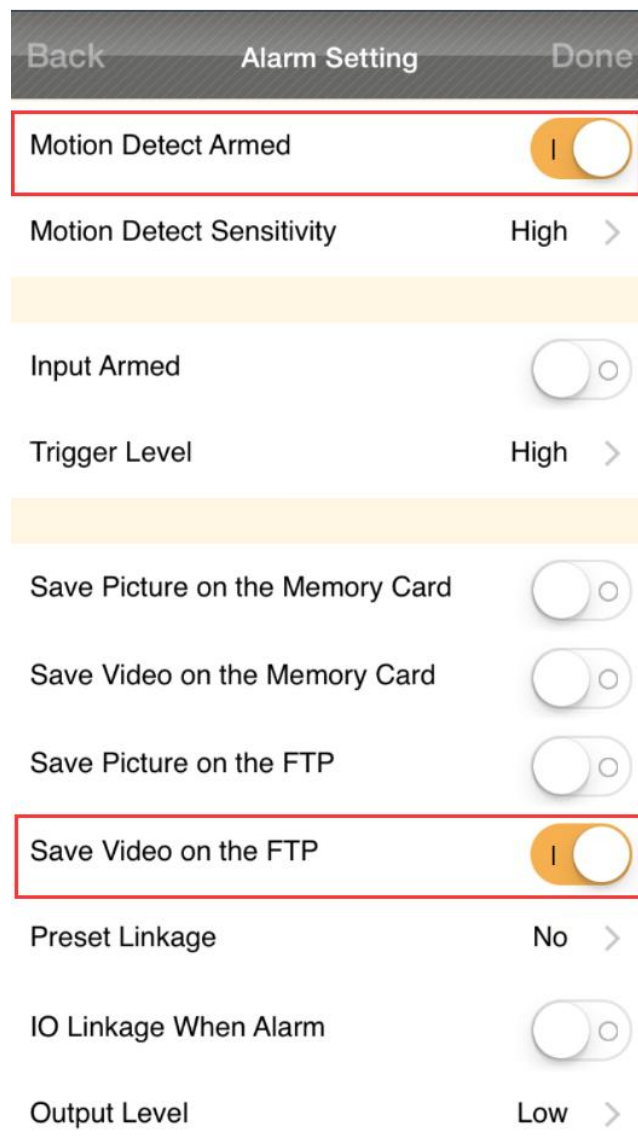 Back Alarm Setting Done
Motion Detect Armed
Motion Detect Sensitivity High
Input Armed
Trigger Level High
Save Picture on the Memory Card
Save Video on the Memory Card
Save Picture on the FTP
Save Video on the FTP
Preset Linkage No
IO Linkage When Alarm
Output Level Low